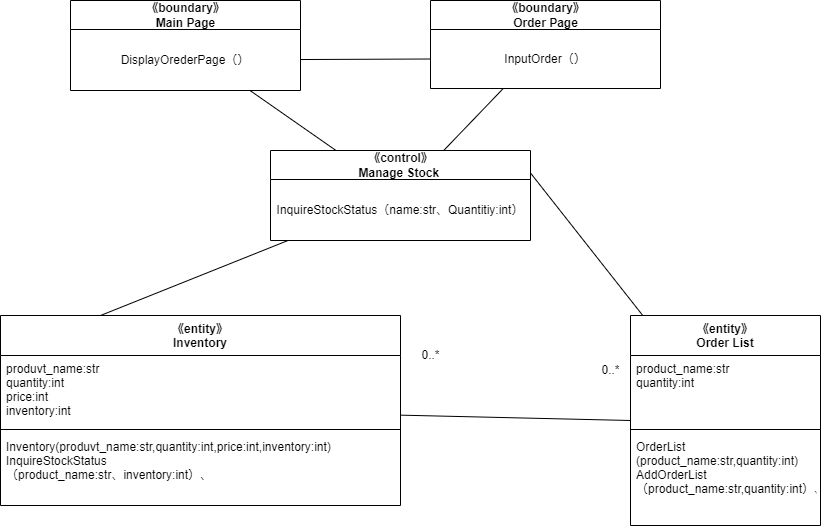 《boundary》
Main Page
DisplayOrederPage（）
《boundary》
Order Page
InputOrder（）
《control》
Manage Stock
InquireStockStatus（name:str、Quantitiy:int）
《entity》
Inventory
produvt_name:str
quantity:int
price:int
inventory:int
Inventory(produvt_name:str,quantity:int,price:int,inventory:int)
InquireStockStatus
（product_name:str、inventory:int）、
0..*
0..*
《entity》
Order List
product_name:str
quantity:int
OrderList
(product_name:str,quantity:int)
AddOrderList
（product_name:str,quantity:int）、